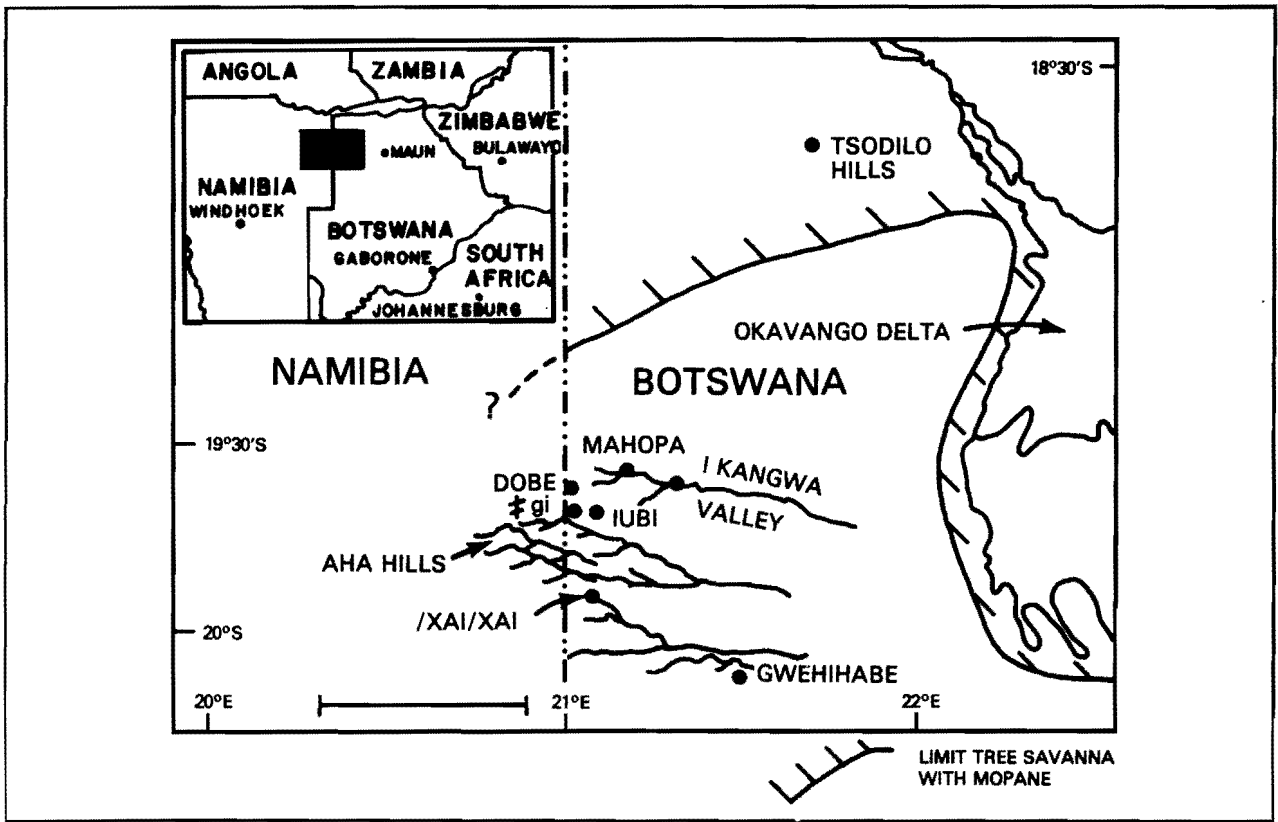 ANGOLA
ZAMBIA
ZIMBABWE
BULAWAYO
MAUN
NAMIBIA
WINDHOEK
BOTSWANA
GABORONE
SOUTH
AFRICA
JOHANNESBURG
18°30'S
TSODILO
HILLS
OKAVANGO DELTA
NAMIBIA
BOTSWANA
?
19°30'S
MAHOPA
I KANGWA
VALLEY
DOBE
ǂgi
IUBI
AHA HILLS
/XAI/XAI
20°S
GWEHIHABE
20°E
21°E
22°E
LIMIT TREE SAVANNA
WITH MOPANE